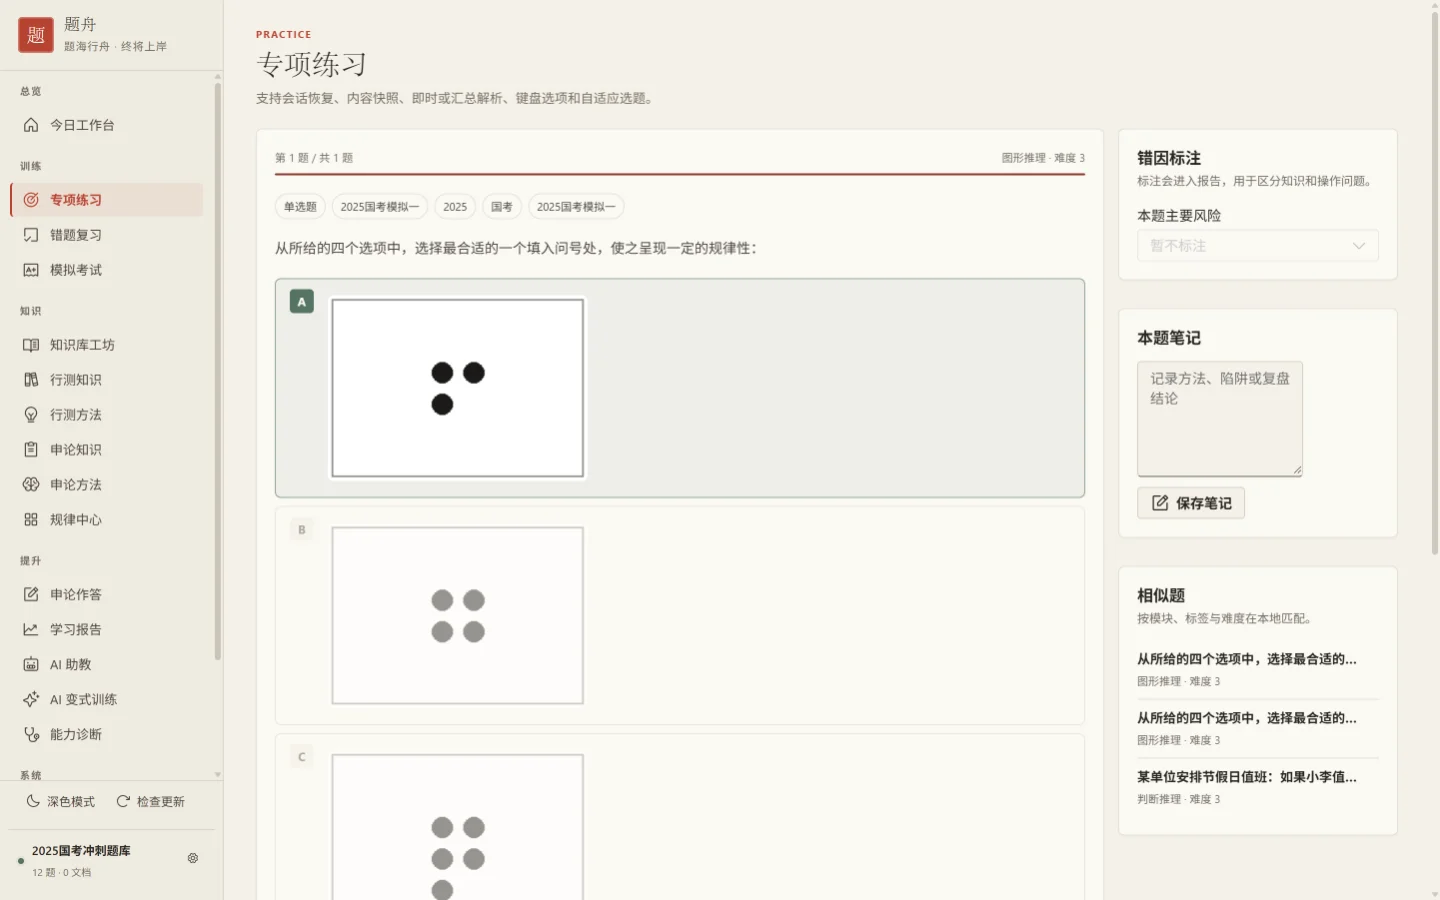 题
题舟
题海行舟 · 终将上岸
总览
今日工作台
训练
专项练习
错题复习
模拟考试
知识
知识库工坊
行测知识
行测方法
申论知识
申论方法
规律中心
提升
申论作答
学习报告
AI 助教
AI 变式训练
能力诊断
系统
深色模式
检查更新
2025国考冲刺题库
12 题 · 0 文档
PRACTICE
专项练习
支持会话恢复、内容快照、即时或汇总解析、键盘选项和自适应选题。
第 1 题 / 共 1 题
图形推理 · 难度 3
单选题
2025国考模拟一
2025
国考
2025国考模拟一
从所给的四个选项中，选择最合适的一个填入问号处，使之呈现一定的规律性：
A
B
C
错因标注
标注会进入报告，用于区分知识和操作问题。
本题主要风险
暂不标注
本题笔记
记录方法、陷阱或复盘
结论
保存笔记
相似题
按模块、标签与难度在本地匹配。
从所给的四个选项中，选择最合适的...
图形推理 · 难度 3
从所给的四个选项中，选择最合适的...
图形推理 · 难度 3
某单位安排节假日值班：如果小李值...
判断推理 · 难度 3